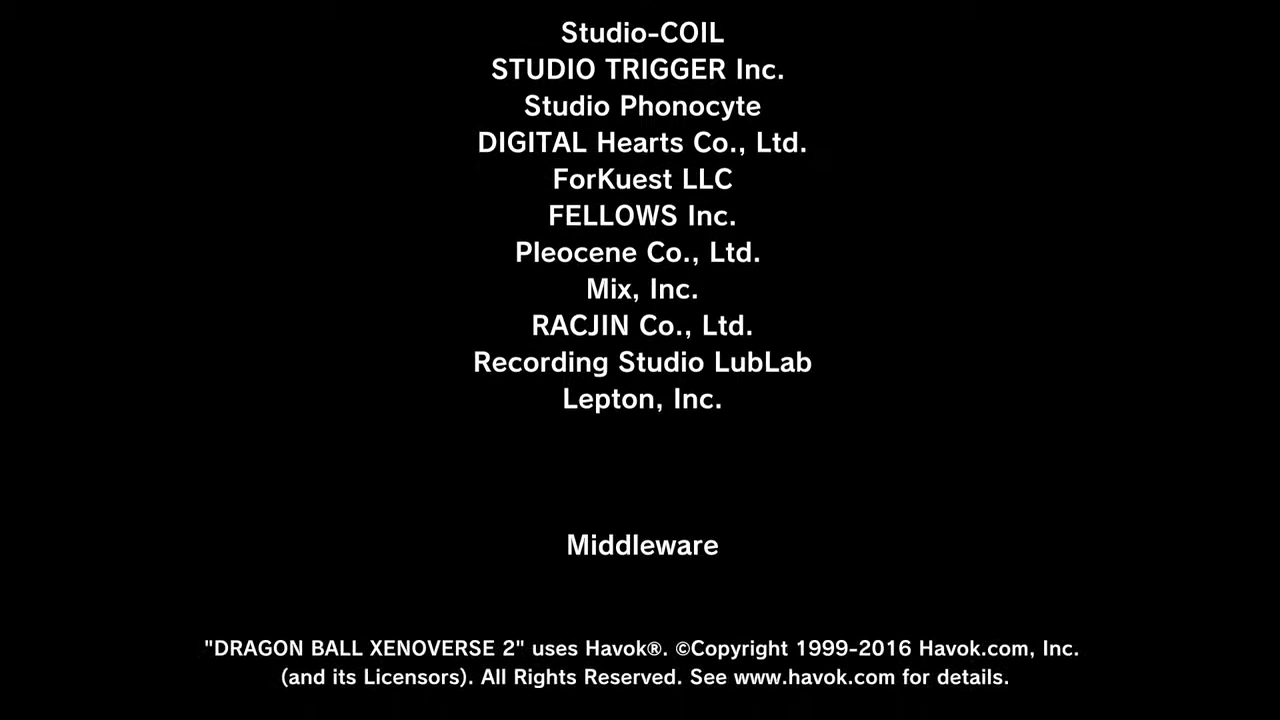 Studio-COIL
STUDIO TRIGGER Inc.
Studio Phonocyte
DIGITAL Hearts Co., Ltd.
ForKuest LLC
FELLOWS Inc.
Pleocene Co., Ltd.
Mix, Inc.
RACJIN Co., Ltd.
Recording Studio LubLab
Lepton, Inc.
Middleware
"DRAGON BALL XENOVERSE 2" uses Havok®. ©Copyright 1999-2016 Havok.com, Inc.
(and its Licensors). All Rights Reserved. See www.havok.com for details.